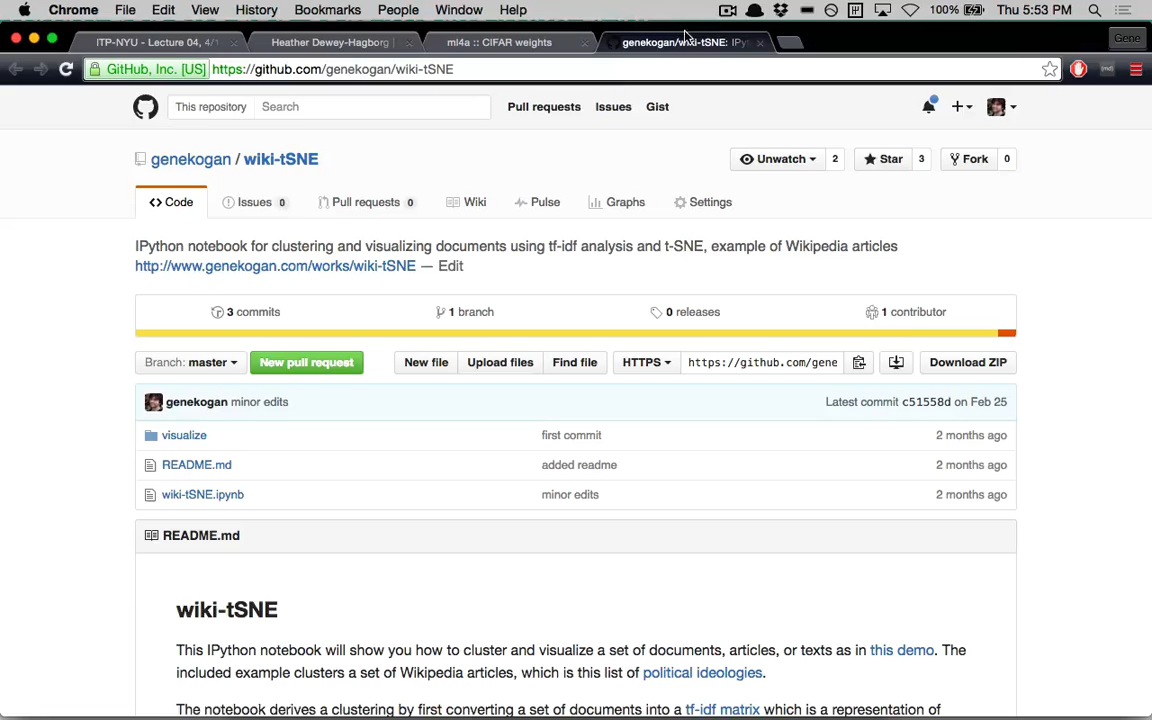 Chrome File Edit View History Bookmarks People Window Help 100% Thu 5:53 PM
ITP-NYU - Lecture 04, 4/1 Heather Dewey-Hagborg | ml4a :: CIFAR weights genekogan/wiki-tSNE: IPy Gene
GitHub, Inc. [US] https://github.com/genekogan/wiki-tSNE
This repository Search Pull requests Issues Gist
genekogan / wiki-tSNE Unwatch 2 Star 3 Fork 0
Code Issues 0 Pull requests 0 Wiki Pulse Graphs Settings
IPython notebook for clustering and visualizing documents using tf-idf analysis and t-SNE, example of Wikipedia articles
http://www.genekogan.com/works/wiki-tSNE — Edit
3 commits 1 branch 0 releases 1 contributor
Branch: master New pull request New file Upload files Find file HTTPS https://github.com/gene Download ZIP
genekogan minor edits Latest commit c51558d on Feb 25
visualize first commit 2 months ago
README.md added readme 2 months ago
wiki-tSNE.ipynb minor edits 2 months ago
README.md
wiki-tSNE
This IPython notebook will show you how to cluster and visualize a set of documents, articles, or texts as in this demo. The
included example clusters a set of Wikipedia articles, which is this list of political ideologies.
The notebook derives a clustering by first converting a set of documents into a tf-idf matrix which is a representation of